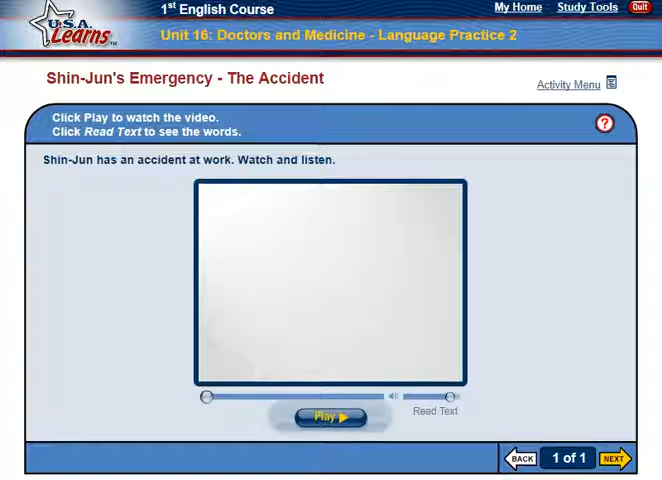 U.S.A.
Learns™
1st English Course
My Home
Study Tools
Quit
Unit 16: Doctors and Medicine - Language Practice 2
Shin-Jun's Emergency - The Accident
Activity Menu
Click Play to watch the video.
Click Read Text to see the words.
?
Shin-Jun has an accident at work. Watch and listen.
Play
Read Text
BACK
1 of 1
NEXT